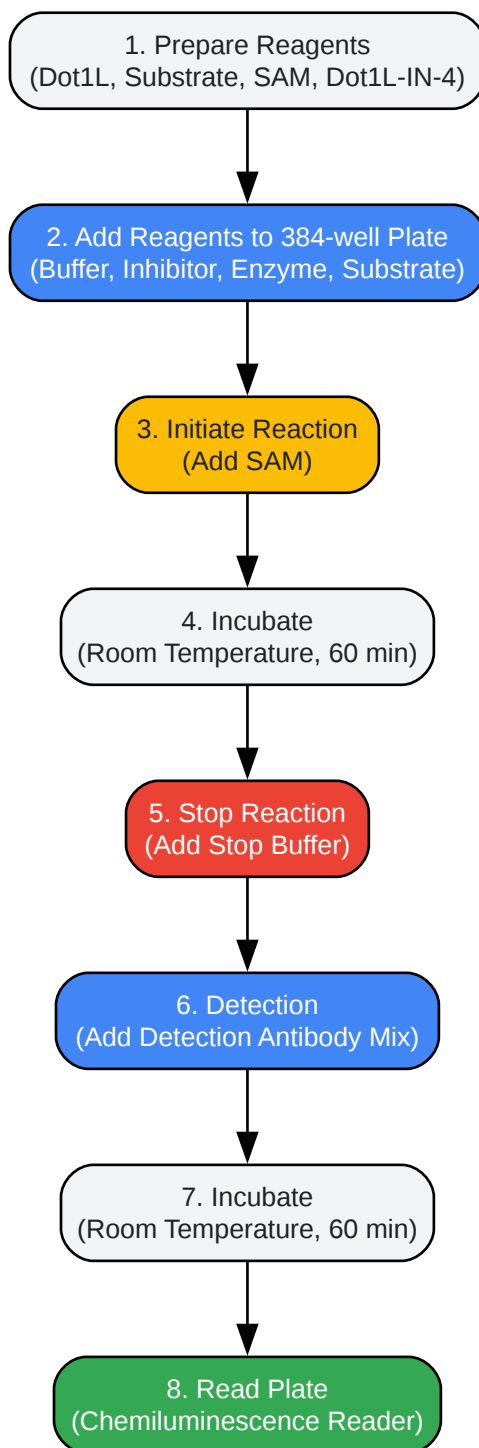 1. Prepare Reagents
(Dot1L, Substrate, SAM, Dot1L-IN-4)
2. Add Reagents to 384-well Plate
(Buffer, Inhibitor, Enzyme, Substrate)
3. Initiate Reaction
(Add SAM)
4. Incubate
(Room Temperature, 60 min)
5. Stop Reaction
(Add Stop Buffer)
6. Detection
(Add Detection Antibody Mix)
7. Incubate
(Room Temperature, 60 min)
8. Read Plate
(Chemiluminescence Reader)